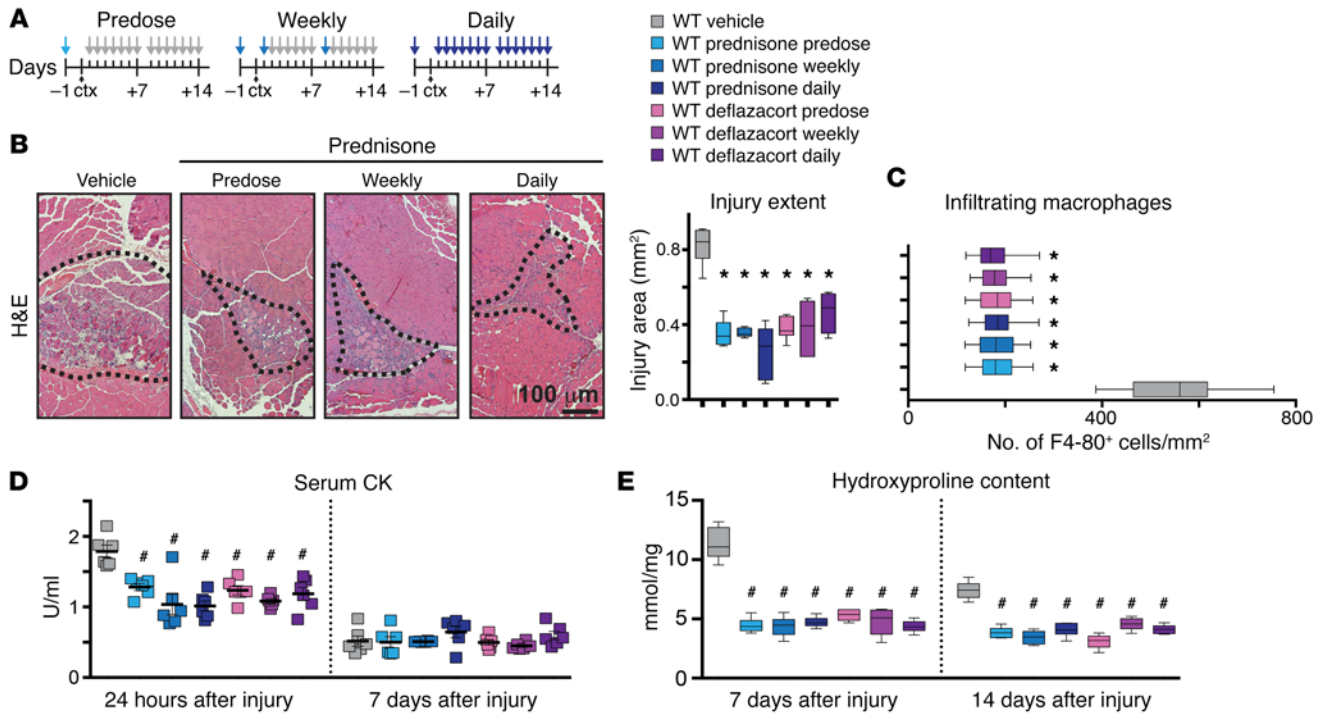 A
Predose
Weekly
Daily
Days
−1 ctx +7 +14
−1 ctx +7 +14
−1 ctx +7 +14
WT vehicle
WT prednisone predose
WT prednisone weekly
WT prednisone daily
WT deflazacort predose
WT deflazacort weekly
WT deflazacort daily
B
Prednisone
Vehicle
Predose
Weekly
Daily
H&E
100 μm
Injury extent
Injury area (mm²)
0.8
0.4
0.0
* * * * * *
C
Infiltrating macrophages
*
*
*
*
*
*
0 400 800
No. of F4-80⁺ cells/mm²
D
Serum CK
U/ml
2
1
0
# # # # # #
24 hours after injury
7 days after injury
E
Hydroxyproline content
mmol/mg
15
10
5
0
# # # # # #
# # # # # #
7 days after injury
14 days after injury